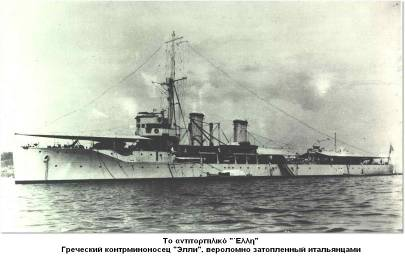 Το αντιτορπιλικό "Έλλη"
Греческий контрминоносец "Элли", вероломно затопленный итальянцами